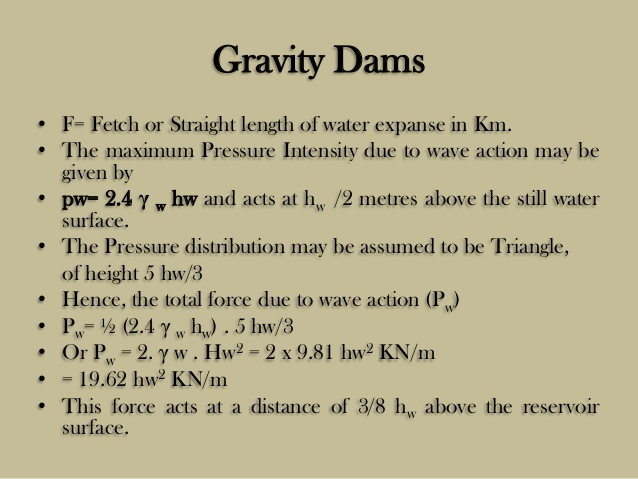 Gravity Dams
• F= Fetch or Straight length of water expanse in Km.
• The maximum Pressure Intensity due to wave action may be
given by
• pw= 2.4 γ w hw and acts at hw /2 metres above the still water
surface.
• The Pressure distribution may be assumed to be Triangle,
of height 5 hw/3
• Hence, the total force due to wave action (Pw)
• Pw= ½ (2.4 γ w hw) . 5 hw/3
• Or Pw = 2. γ w . Hw² = 2 x 9.81 hw² KN/m
• = 19.62 hw² KN/m
• This force acts at a distance of 3/8 hw above the reservoir
surface.